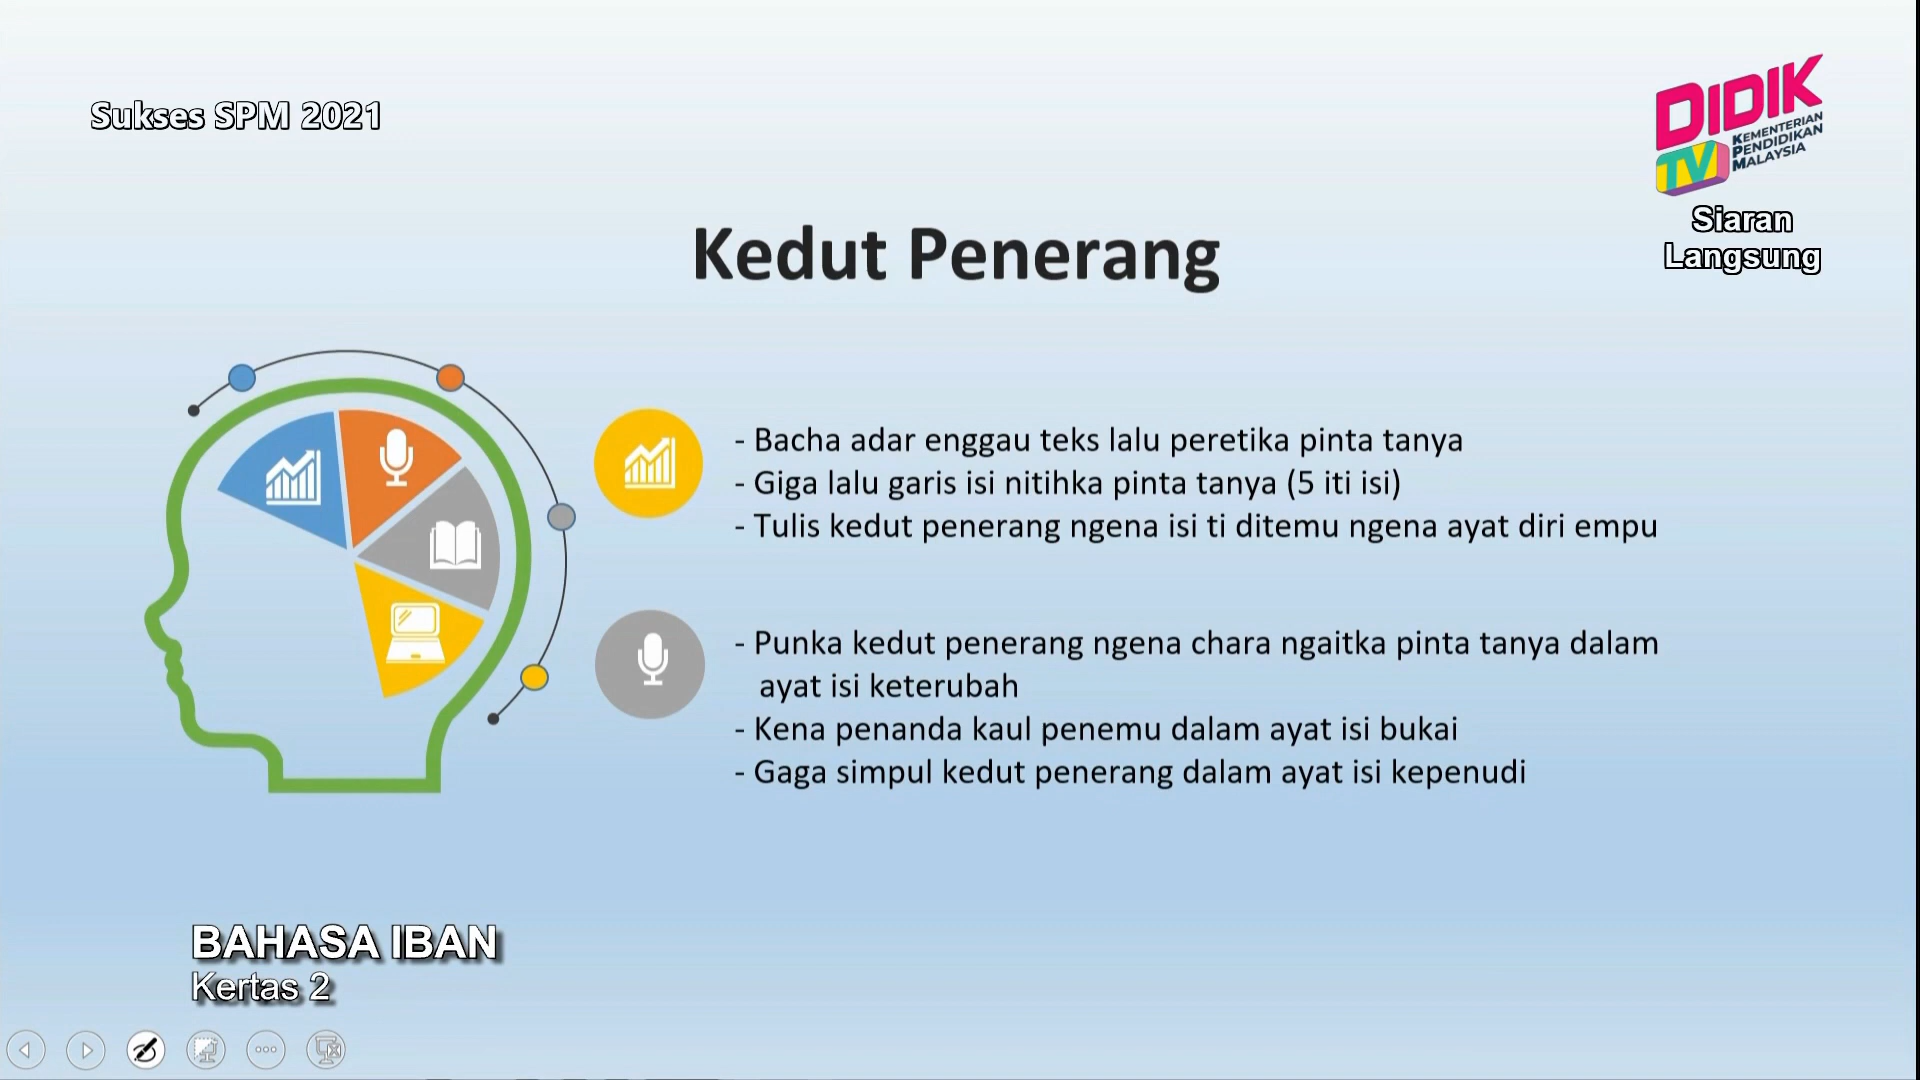 Sukses SPM 2021
DIDIK
TV
KEMENTERIAN
PENDIDIKAN
MALAYSIA
Siaran
Langsung
Kedut Penerang
- Bacha adar enggau teks lalu peretika pinta tanya
- Giga lalu garis isi nitihka pinta tanya (5 iti isi)
- Tulis kedut penerang ngena isi ti ditemu ngena ayat diri empu
- Punka kedut penerang ngena chara ngaitka pinta tanya dalam
ayat isi keterubah
- Kena penanda kaul penemu dalam ayat isi bukai
- Gaga simpul kedut penerang dalam ayat isi kepenudi
BAHASA IBAN
Kertas 2